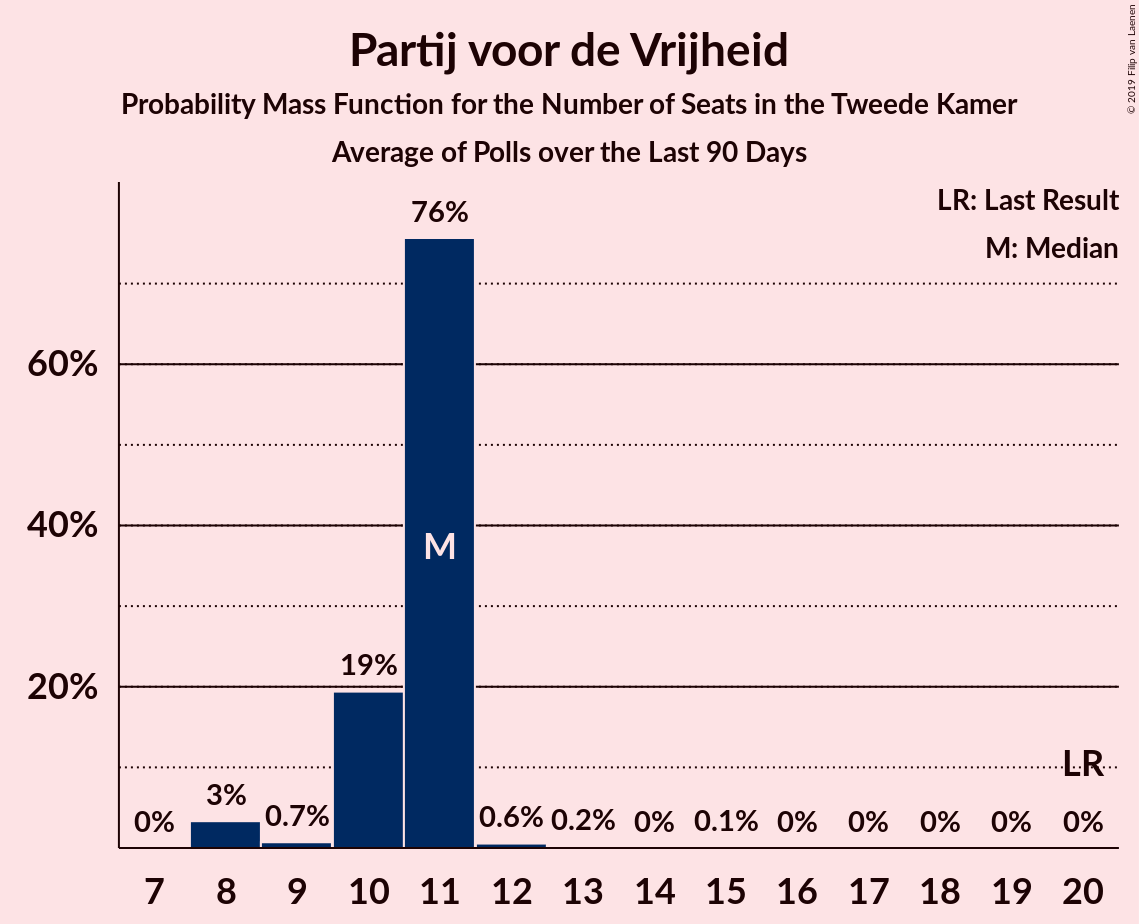 Partij voor de Vrijheid
Probability Mass Function for the Number of Seats in the Tweede Kamer
Average of Polls over the Last 90 Days
© 2019 Filip van Laenen
LR: Last Result
M: Median
76%
60%
40%
M
19%
20%
LR
0% 3% 0.7% 0.6% 0.2% 0% 0.1% 0% 0% 0% 0% 0%
7 8 9 10 11 12 13 14 15 16 17 18 19 20